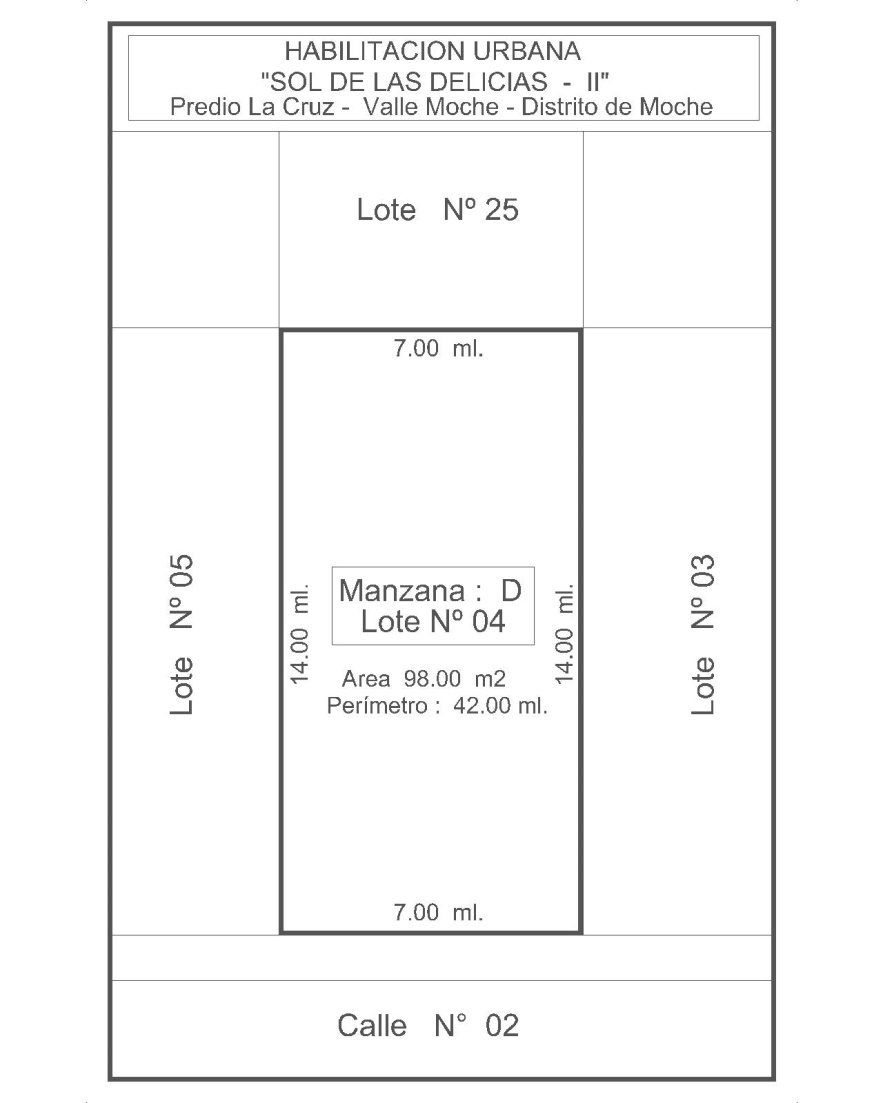 HABILITACION URBANA
"SOL DE LAS DELICIAS - II"
Predio La Cruz - Valle Moche - Distrito de Moche
Lote Nº 25
7.00 ml.
Lote Nº 05
14.00 ml.
Manzana : D
Lote Nº 04
Area 98.00 m2
Perímetro : 42.00 ml.
14.00 ml.
Lote Nº 03
7.00 ml.
Calle N° 02